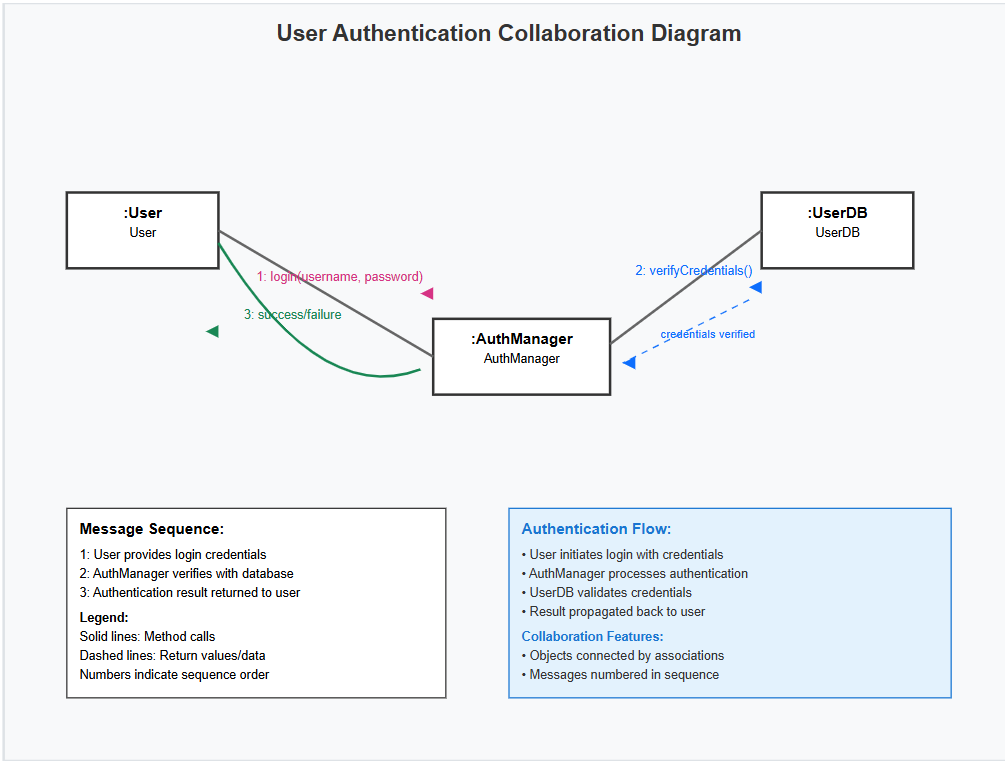 User Authentication Collaboration Diagram
:User
User
:UserDB
UserDB
1: login(username, password)
2: verifyCredentials()
3: success/failure
credentials verified
:AuthManager
AuthManager
Message Sequence:
1: User provides login credentials
2: AuthManager verifies with database
3: Authentication result returned to user
Legend:
Solid lines: Method calls
Dashed lines: Return values/data
Numbers indicate sequence order
Authentication Flow:
• User initiates login with credentials
• AuthManager processes authentication
• UserDB validates credentials
• Result propagated back to user
Collaboration Features:
• Objects connected by associations
• Messages numbered in sequence